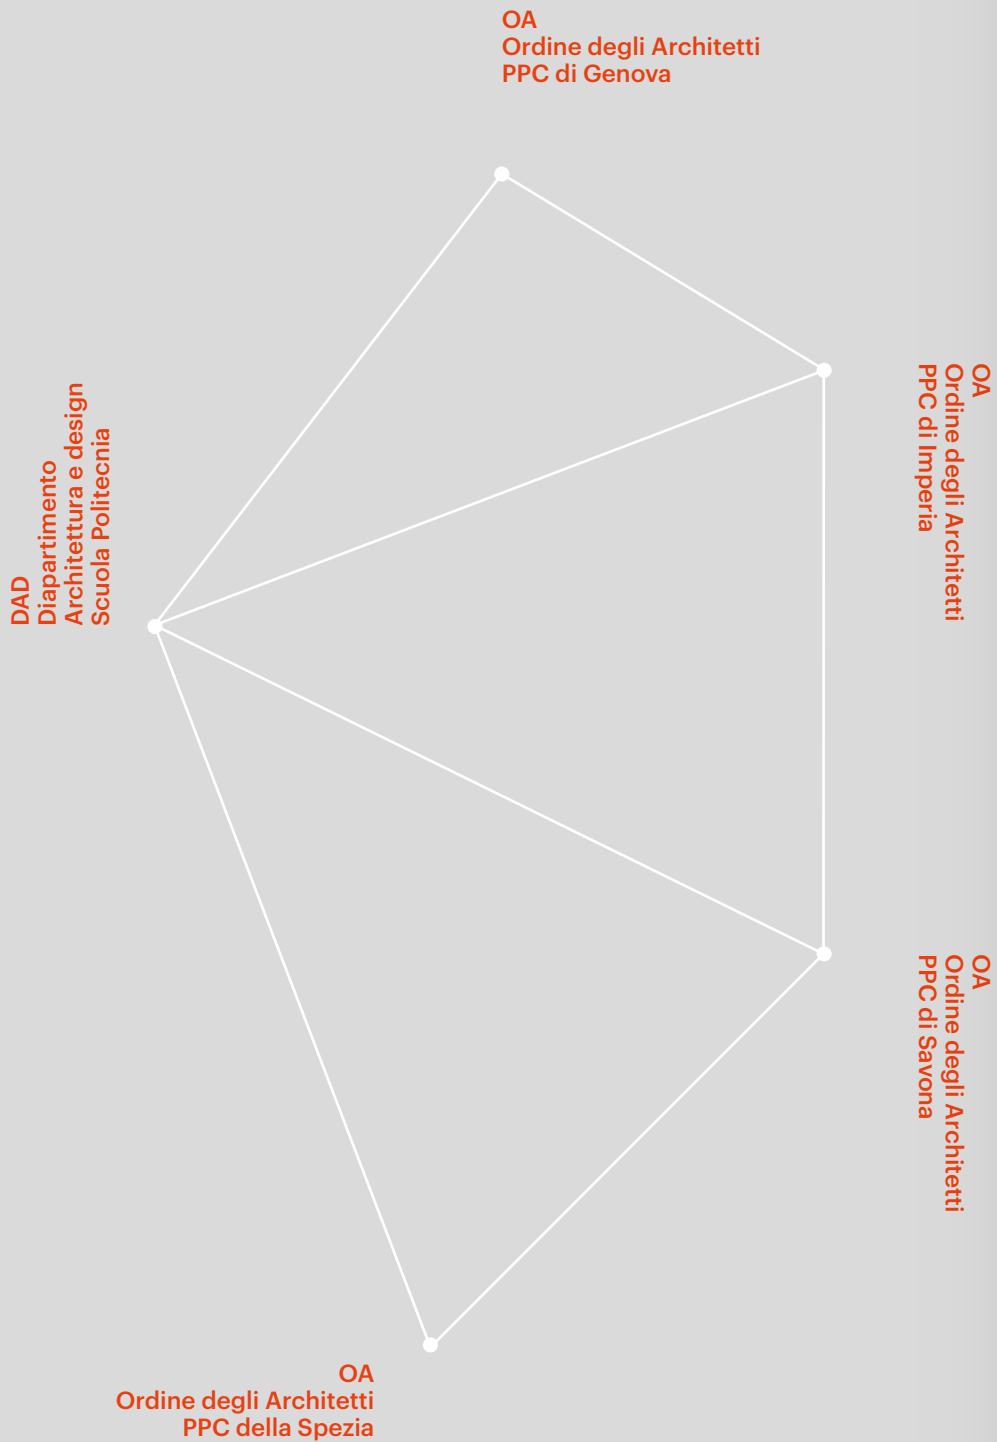 OA
Ordine degli Architetti
PPC di Genova
DAD
Diapartimento
Architettura e design
Scuola Politecnia
OA
Ordine degli Architetti
PPC di Imperia
OA
Ordine degli Architetti
PPC di Savona
OA
Ordine degli Architetti
PPC della Spezia